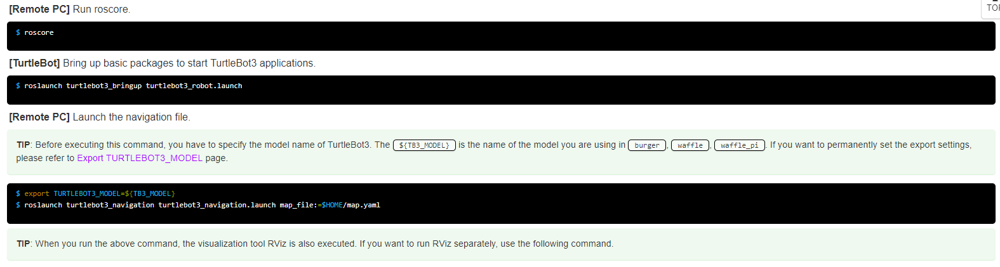 [Remote PC] Run roscore.
$ roscore
[TurtleBot] Bring up basic packages to start TurtleBot3 applications.
$ roslaunch turtlebot3_bringup turtlebot3_robot.launch
[Remote PC] Launch the navigation file.
TIP: Before executing this command, you have to specify the model name of TurtleBot3. The ${TB3_MODEL} is the name of the model you are using in burger, waffle, waffle_pi. If you want to permanently set the export settings,
please refer to Export TURTLEBOT3_MODEL page.
$ export TURTLEBOT3_MODEL=${TB3_MODEL}
$ roslaunch turtlebot3_navigation turtlebot3_navigation.launch map_file:=$HOME/map.yaml
TIP: When you run the above command, the visualization tool RViz is also executed. If you want to run RViz separately, use the following command.